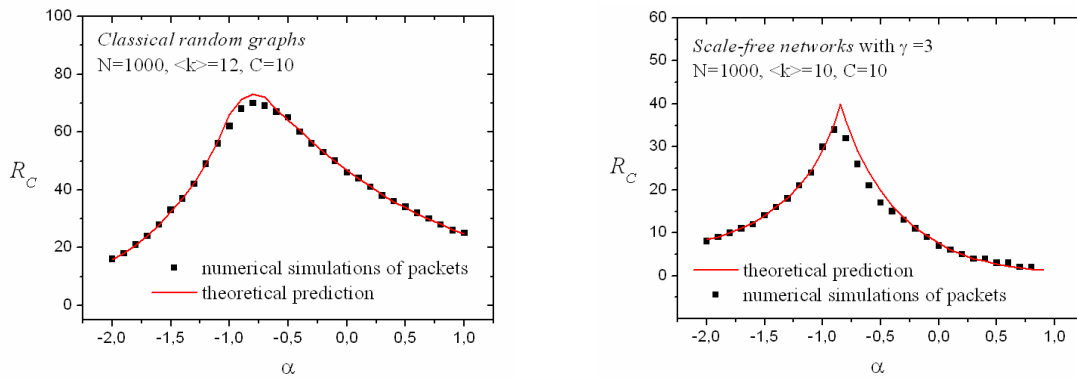 100
80
60
40
20
0
R_C
Classical random graphs
N=1000, <k>=12, C=10
numerical simulations of packets
theoretical prediction
-2,0 -1,5 -1,0 -0,5 0,0 0,5 1,0
α
60
50
40
30
20
10
0
R_C
Scale-free networks with γ =3
N=1000, <k>=10, C=10
theoretical prediction
numerical simulations of packets
-2,0 -1,5 -1,0 -0,5 0,0 0,5 1,0
α